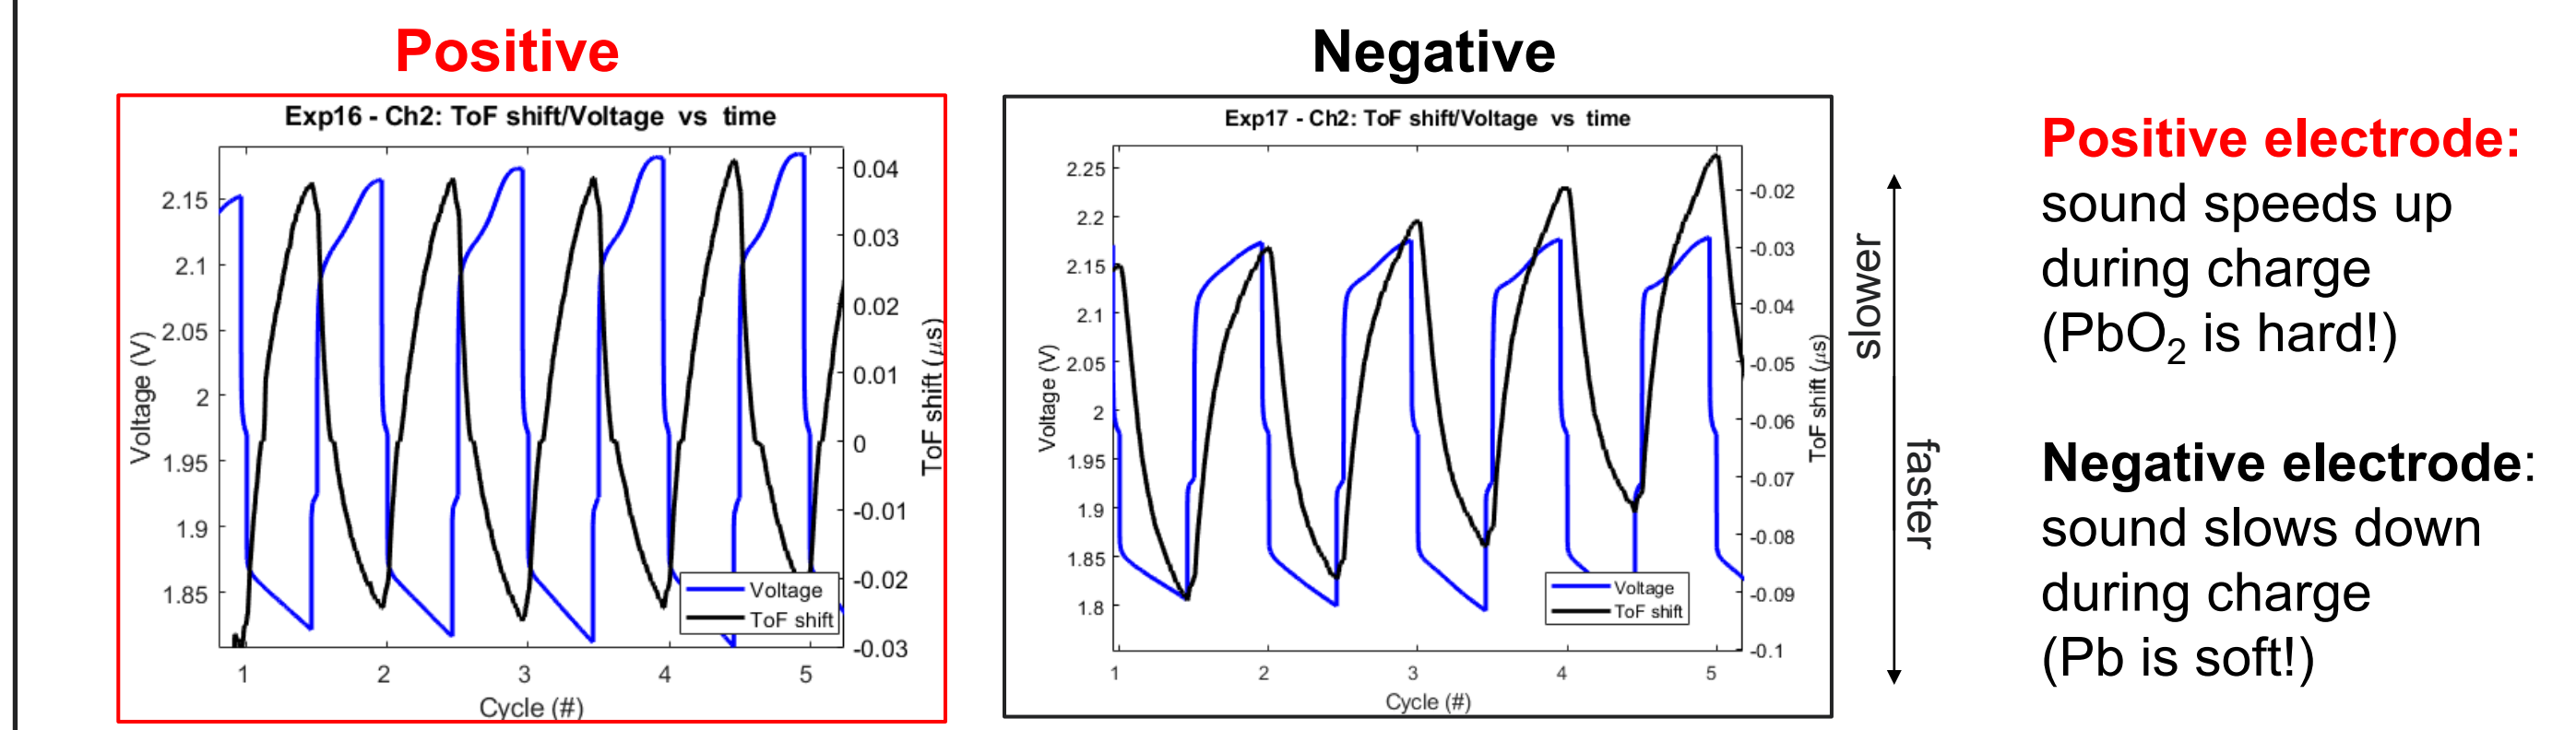 Positive
Exp16 - Ch2: ToF shift/Voltage vs time
2.15
2.1
2.05
2
1.95
1.9
1.85
Voltage (V)
0.04
0.03
0.02
0.01
0
-0.01
-0.02
-0.03
ToF shift (μs)
Voltage
ToF shift
1 2 3 4 5
Cycle (#)
Negative
Exp17 - Ch2: ToF shift/Voltage vs time
2.25
2.2
2.15
2.1
2.05
2
1.95
1.9
1.85
1.8
Voltage (V)
-0.02
-0.03
-0.04
-0.05
-0.06
-0.07
-0.08
-0.09
-0.1
ToF shift (μs)
Voltage
ToF shift
1 2 3 4 5
Cycle (#)
slower
faster
Positive electrode:
sound speeds up
during charge
(PbO₂ is hard!)
Negative electrode:
sound slows down
during charge
(Pb is soft!)